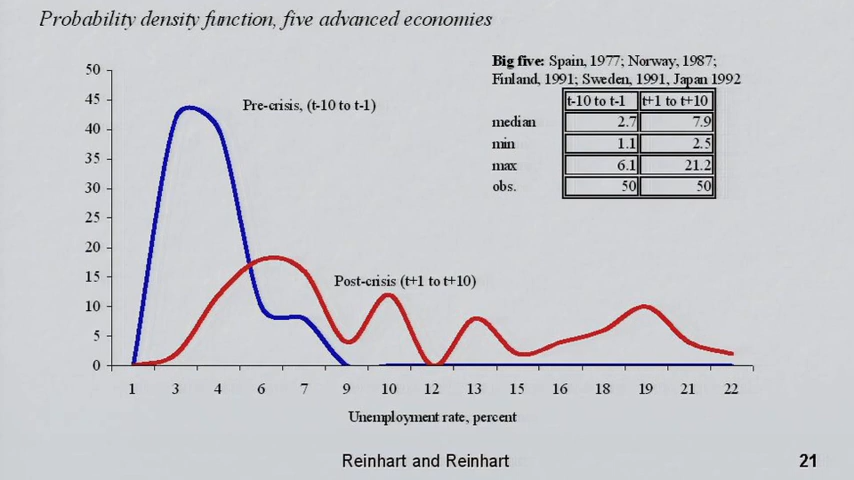 Probability density function, five advanced economies
Big five: Spain, 1977; Norway, 1987;
Finland, 1991; Sweden, 1991, Japan 1992
t-10 to t-1 t+1 to t+10
median 2.7 7.9
min 1.1 2.5
max 6.1 21.2
obs. 50 50
50
45
40
35
30
25
20
15
10
5
0
Pre-crisis, (t-10 to t-1)
Post-crisis (t+1 to t+10)
1 3 4 6 7 9 10 12 13 15 16 18 19 21 22
Unemployment rate, percent
Reinhart and Reinhart
21